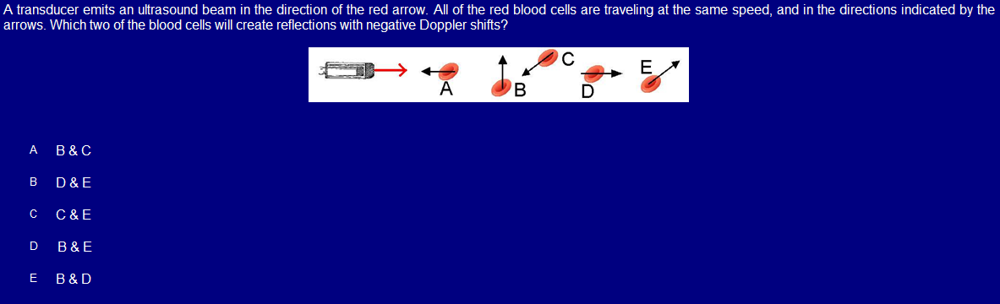 A transducer emits an ultrasound beam in the direction of the red arrow. All of the red blood cells are traveling at the same speed, and in the directions indicated by the
arrows. Which two of the blood cells will create reflections with negative Doppler shifts?
A B C D E
A B & C
B D & E
C C & E
D B & E
E B & D